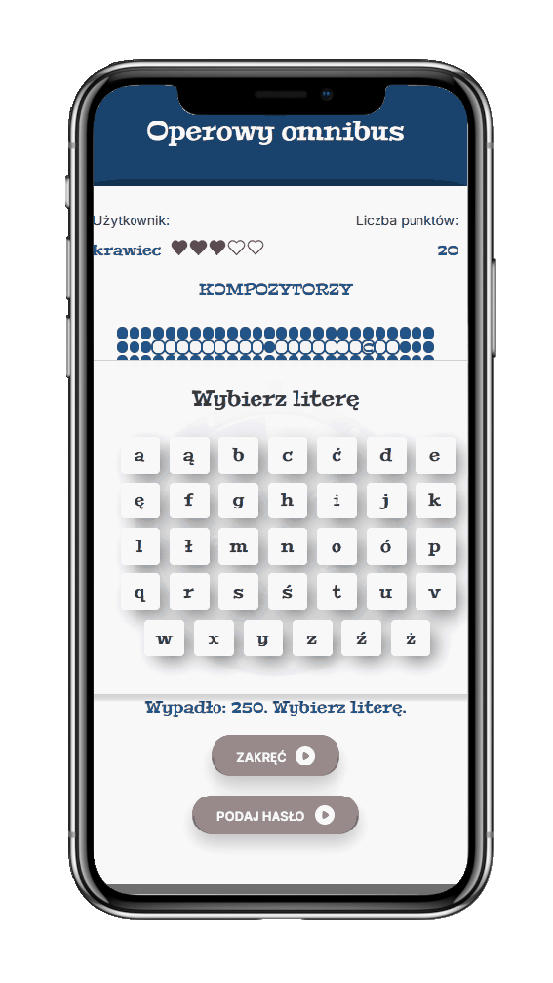 Operowy omnibus
Użytkownik: Liczba punktów:
krawiec 20
KOMPOZYTORZY
Wybierz literę
a ą b c ć d e
ę f g h i j k
l ł m n o ó p
q r s ś t u v
w x y z ź ż
Wypadło: 250. Wybierz literę.
ZAKRĘĆ
PODAJ HASŁO